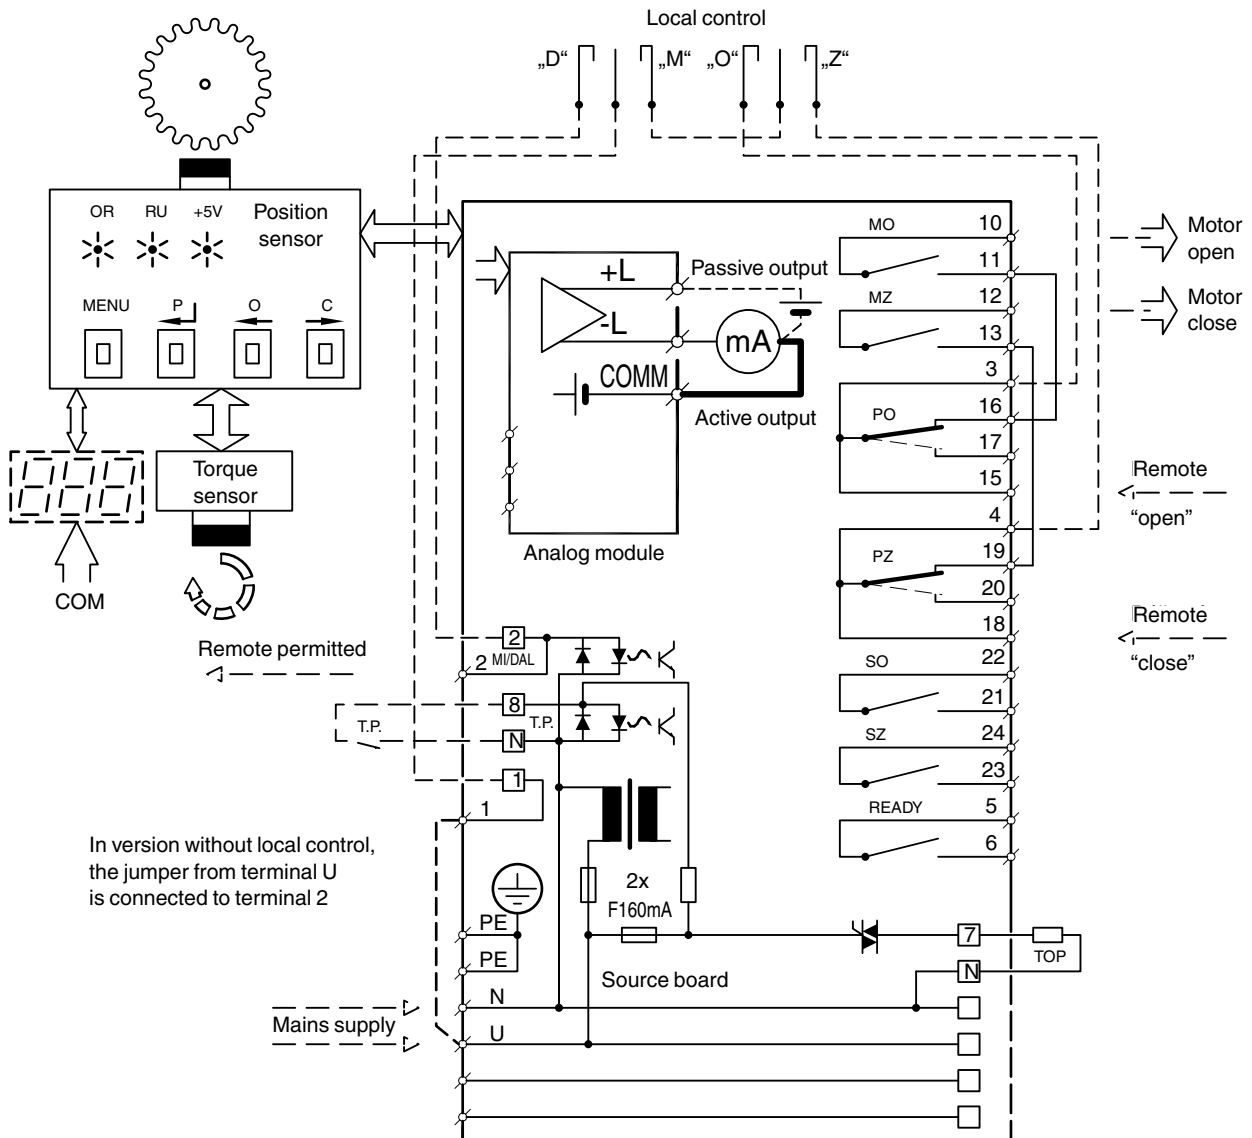 Local control
„D“
„M“
„O“
„Z“
OR
RU
+5V
Position
sensor
MENU
P
O
C
Torque
sensor
COM
Remote permitted
+L
-L
COMM
Passive output
mA
Active output
Analog module
MO
10
11
MZ
12
13
3
PO
16
17
15
4
PZ
19
20
18
SO
22
21
SZ
24
23
READY
5
6
Motor
open
Motor
close
Remote
“open”
Remote
“close”
2
2
MI/DAL
8
T.P.
T.P.
N
1
1
In version without local control,
the jumper from terminal U
is connected to terminal 2
2x
F160mA
PE
PE
Source board
7
TOP
N
N
Mains supply
U